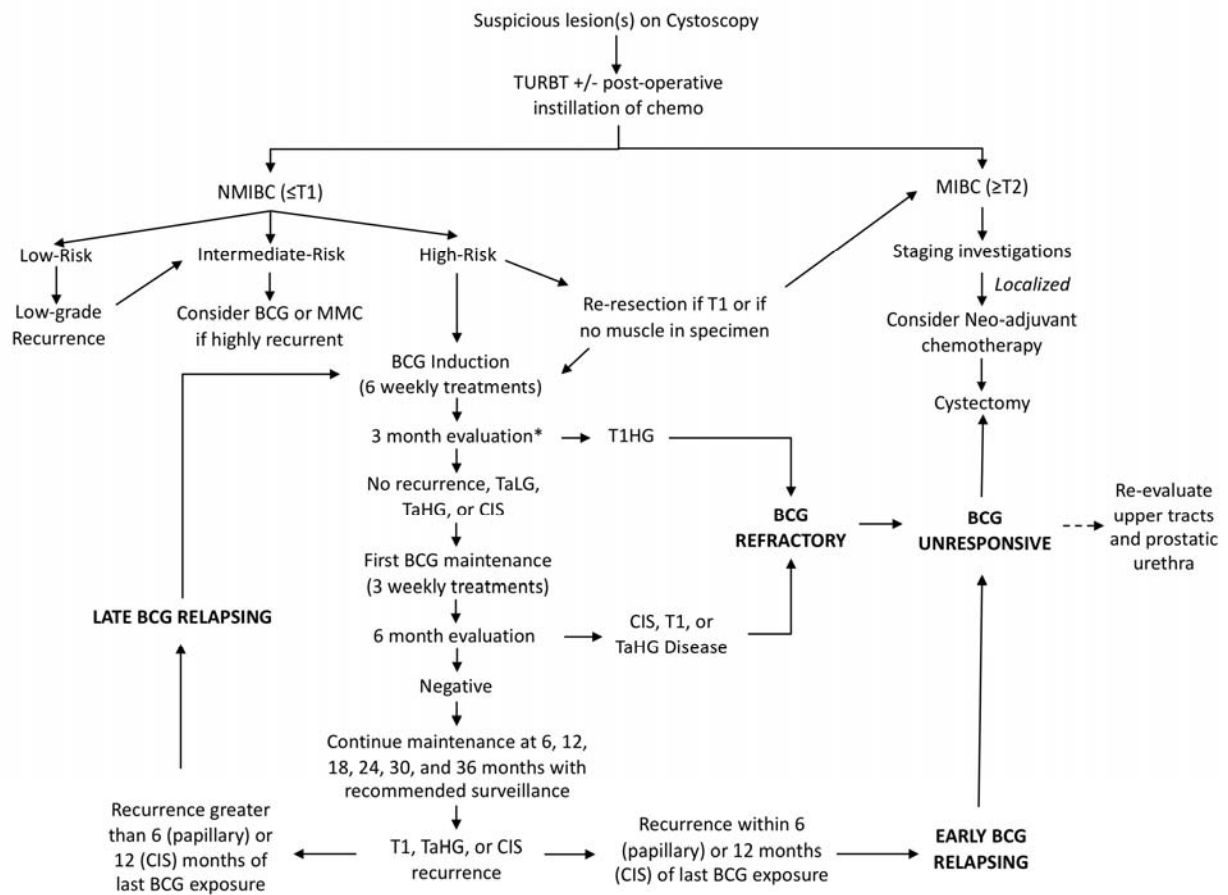 Suspicious lesion(s) on Cystoscopy
TURBT +/- post-operative
instillation of chemo
NMIBC (≤T1)
MIBC (≥T2)
Low-Risk
Intermediate-Risk
High-Risk
Staging investigations
Localized
Low-grade
Recurrence
Consider BCG or MMC
if highly recurrent
Re-resection if T1 or if
no muscle in specimen
Consider Neo-adjuvant
chemotherapy
BCG Induction
(6 weekly treatments)
Cystectomy
3 month evaluation*
T1HG
No recurrence, TaLG,
TaHG, or CIS
BCG
REFRACTORY
BCG
UNRESPONSIVE
Re-evaluate
upper tracts
and prostatic
urethra
First BCG maintenance
(3 weekly treatments)
LATE BCG RELAPSING
6 month evaluation
CIS, T1, or
TaHG Disease
Negative
Continue maintenance at 6, 12,
18, 24, 30, and 36 months with
recommended surveillance
Recurrence greater
than 6 (papillary) or
12 (CIS) months of
last BCG exposure
T1, TaHG, or CIS
recurrence
Recurrence within 6
(papillary) or 12 months
(CIS) of last BCG exposure
EARLY BCG
RELAPSING